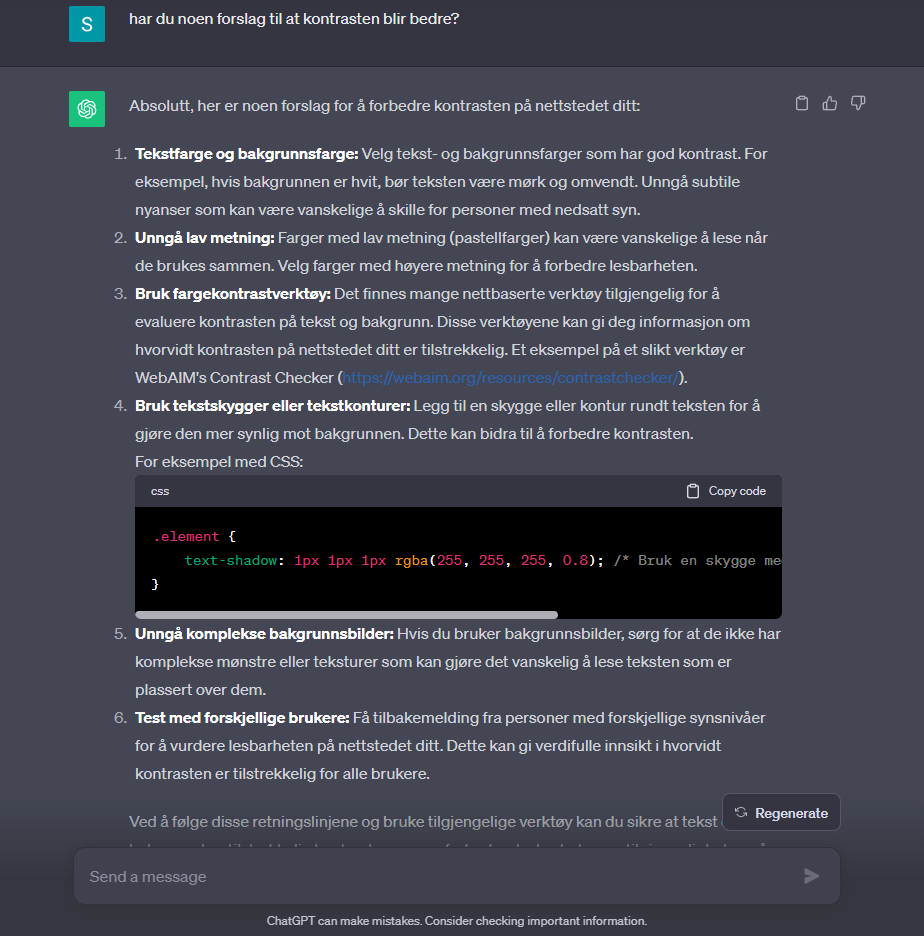 S
har du noen forslag til at kontrasten blir bedre?
Absolutt, her er noen forslag for å forbedre kontrasten på nettstedet ditt:
1. Tekstfarge og bakgrunnsfarge: Velg tekst- og bakgrunnsfarger som har god kontrast. For
eksempel, hvis bakgrunnen er hvit, bør teksten være mørk og omvendt. Unngå subtile
nyanser som kan være vanskelige å skille for personer med nedsatt syn.
2. Unngå lav metning: Farger med lav metning (pastellfarger) kan være vanskelige å lese når
de brukes sammen. Velg farger med høyere metning for å forbedre lesbarheten.
3. Bruk fargekontrastverktøy: Det finnes mange nettbaserte verktøy tilgjengelig for å
evaluere kontrasten på tekst og bakgrunn. Disse verktøyene kan gi deg informasjon om
hvorvidt kontrasten på nettstedet ditt er tilstrekkelig. Et eksempel på et slikt verktøy er
WebAIM's Contrast Checker (https://webaim.org/resources/contrastchecker/).
4. Bruk tekstskygger eller tekstkonturer: Legg til en skygge eller kontur rundt teksten for å
gjøre den mer synlig mot bakgrunnen. Dette kan bidra til å forbedre kontrasten.
For eksempel med CSS:
css
Copy code
.element {
text-shadow: 1px 1px 1px rgba(255, 255, 255, 0.8); /* Bruk en skygge me
}
5. Unngå komplekse bakgrunnsbilder: Hvis du bruker bakgrunnsbilder, sørg for at de ikke har
komplekse mønstre eller teksturer som kan gjøre det vanskelig å lese teksten som er
plassert over dem.
6. Test med forskjellige brukere: Få tilbakemelding fra personer med forskjellige synsnivåer
for å vurdere lesbarheten på nettstedet ditt. Dette kan gi verdifulle innsikt i hvorvidt
kontrasten er tilstrekkelig for alle brukere.
Ved å følge disse retningslinjene og bruke tilgjengelige verktøy kan du sikre at tekst
Regenerate
Send a message
ChatGPT can make mistakes. Consider checking important information.